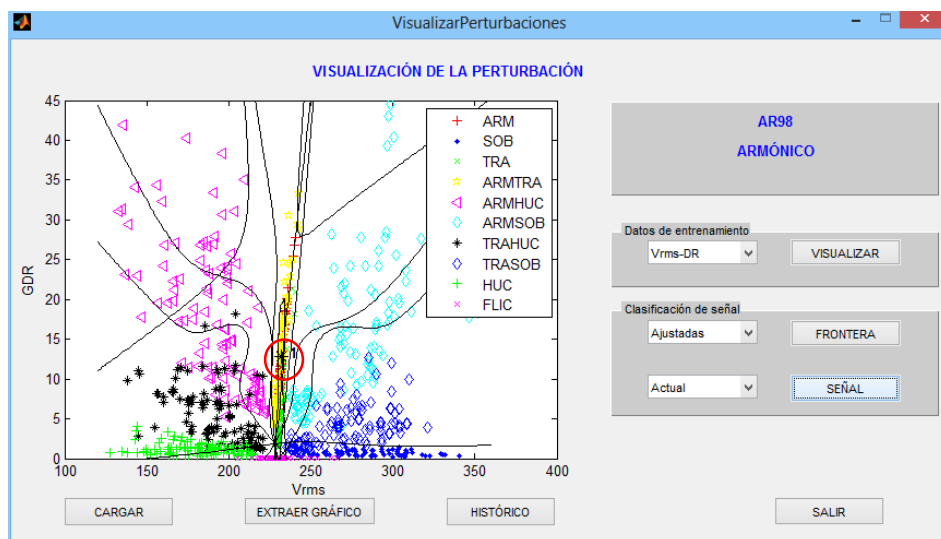 VisualizarPerturbaciones
VISUALIZACIÓN DE LA PERTURBACIÓN
45
40
35
30
25
20
15
10
5
0
GDR
100
150
200
250
300
350
400
Vrms
ARM
SOB
TRA
ARMTRA
ARMHUC
ARMSOB
TRAHUC
TRASOB
HUC
FLIC
AR98
ARMÓNICO
Datos de entrenamiento
Vrms-DR
VISUALIZAR
Clasificación de señal
Ajustadas
FRONTERA
Actual
SEÑAL
CARGAR
EXTRAER GRÁFICO
HISTÓRICO
SALIR